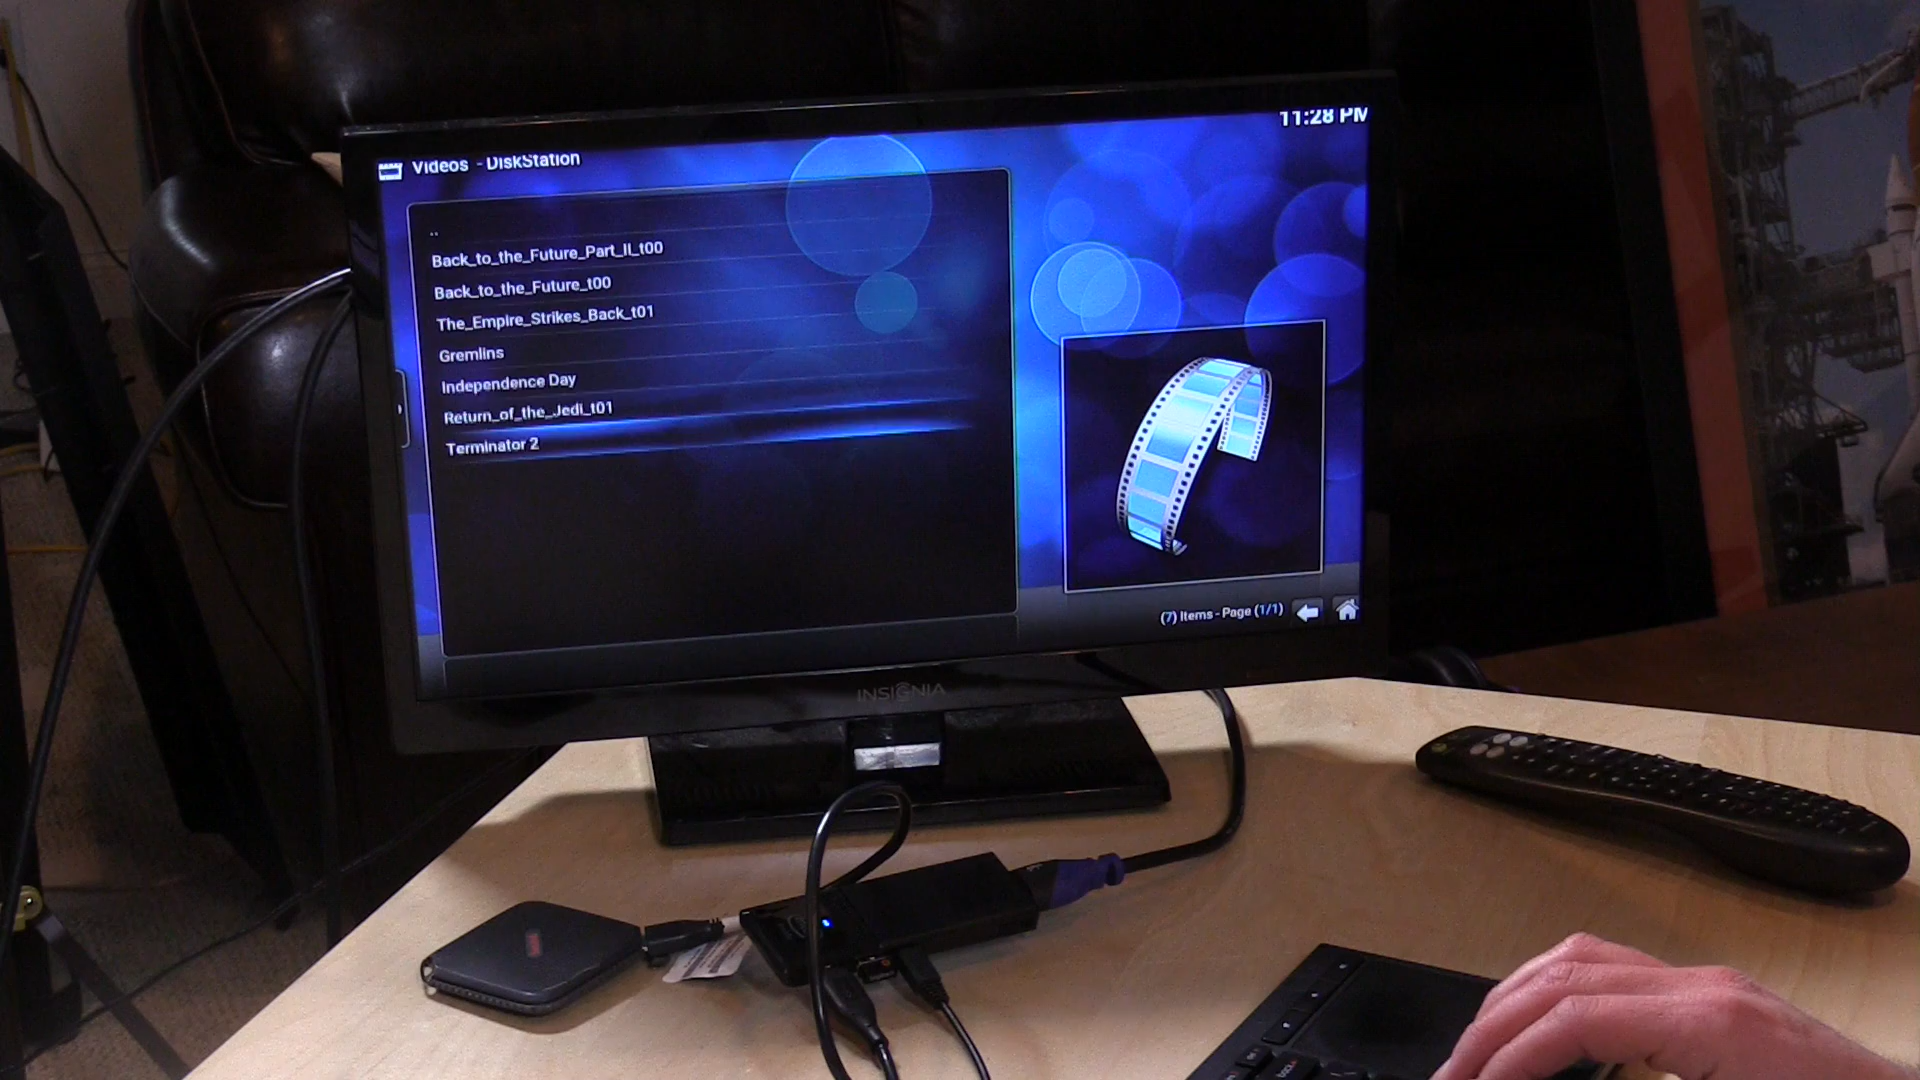 11:28 PM
Videos - DiskStation
..
Back_to_the_Future_Part_II_t00
Back_to_the_Future_t00
The_Empire_Strikes_Back_t01
Gremlins
Independence Day
Return_of_the_Jedi_t01
Terminator 2
(7) Items - Page (1/1)
INSIGNIA